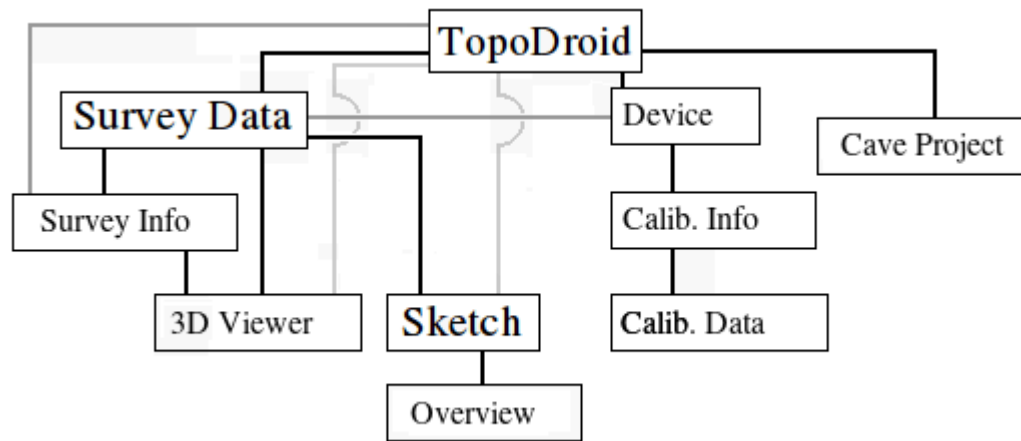 TopoDroid
Survey Data
Device
Cave Project
Survey Info
Calib. Info
3D Viewer
Sketch
Calib. Data
Overview